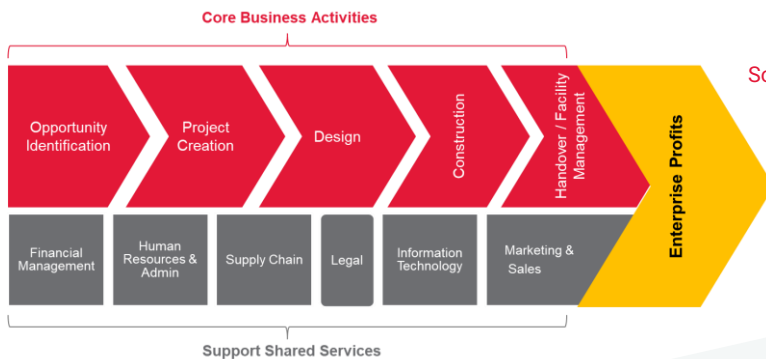 Core Business Activities
Opportunity
Identification
Project
Creation
Design
Construction
Handover / Facility
Management
Enterprise Profits
Financial
Management
Human
Resources &
Admin
Supply Chain
Legal
Information
Technology
Marketing &
Sales
Support Shared Services